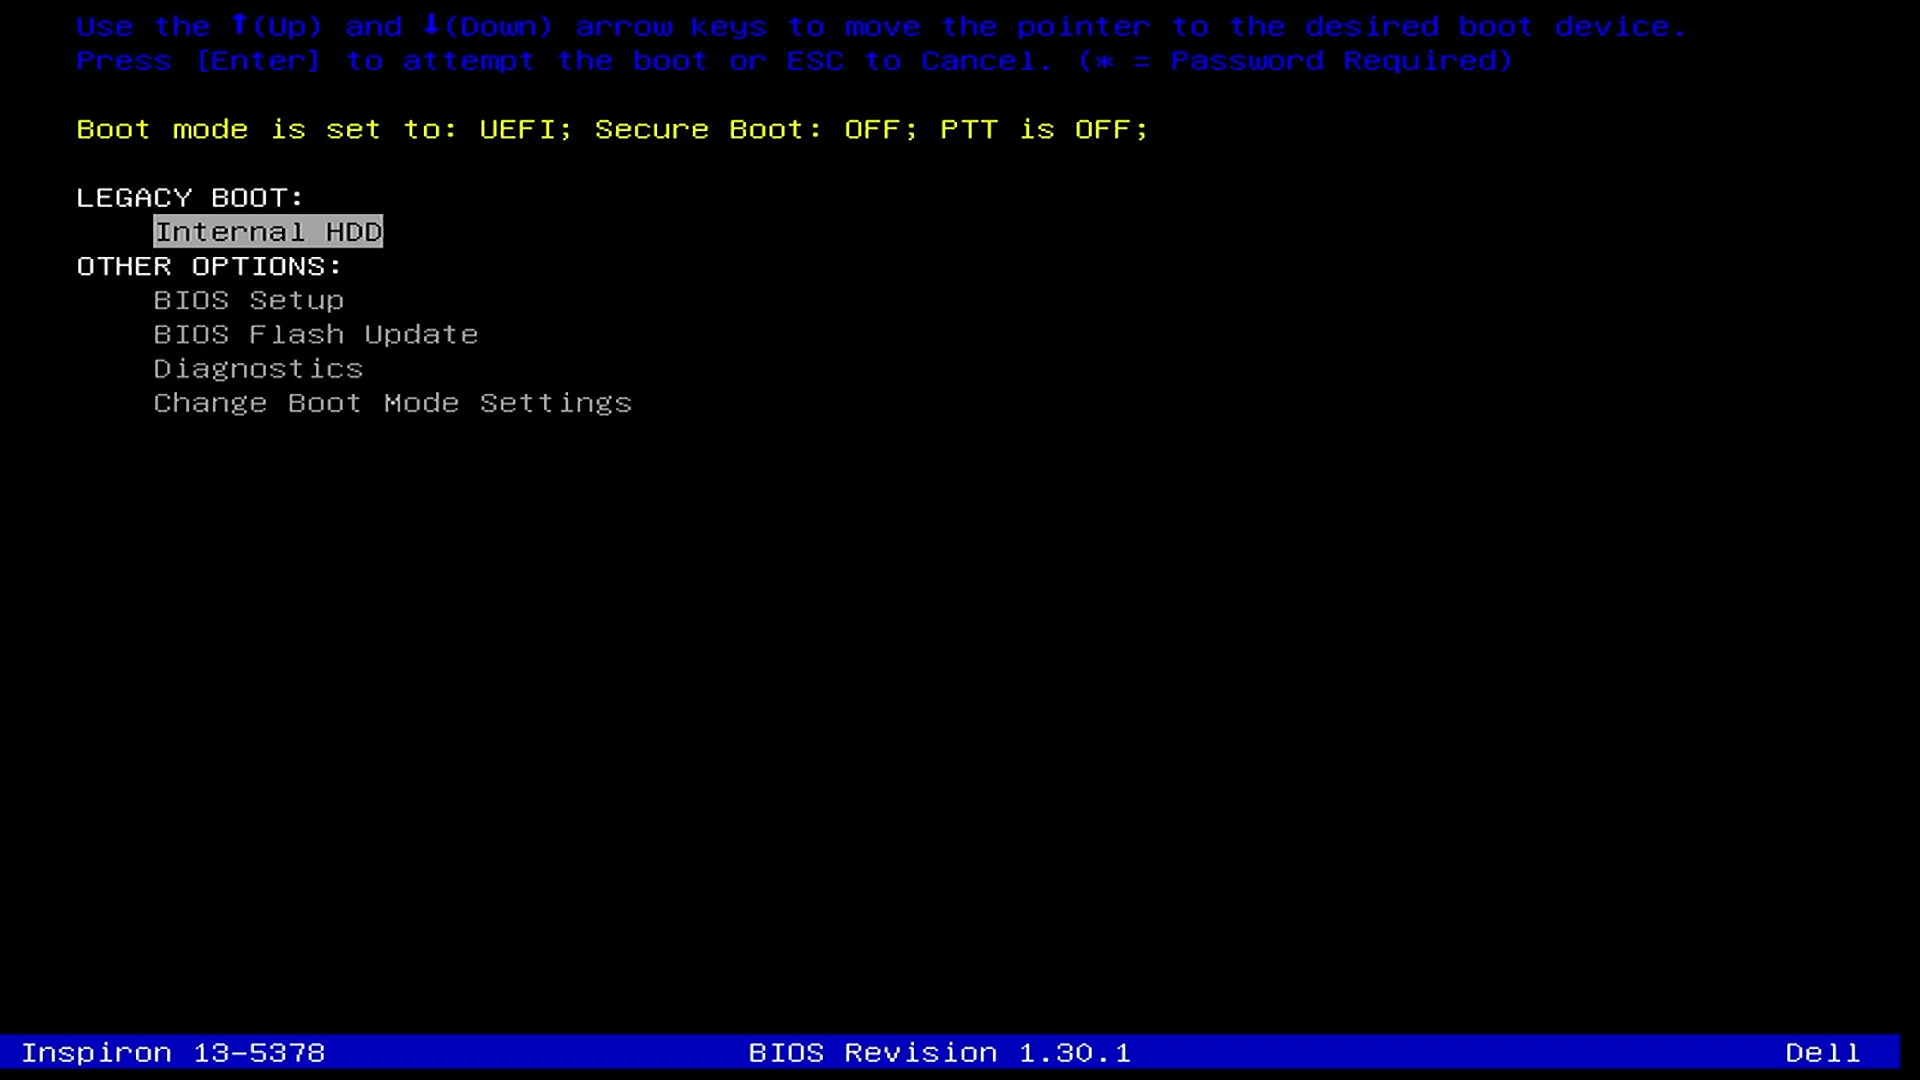 Use the ↑(Up) and ↓(Down) arrow keys to move the pointer to the desired boot device.
Press [Enter] to attempt the boot or ESC to Cancel. (* = Password Required)
Boot mode is set to: UEFI; Secure Boot: OFF; PTT is OFF;
LEGACY BOOT:
Internal HDD
OTHER OPTIONS:
BIOS Setup
BIOS Flash Update
Diagnostics
Change Boot Mode Settings
Inspiron 13-5378 BIOS Revision 1.30.1 Dell